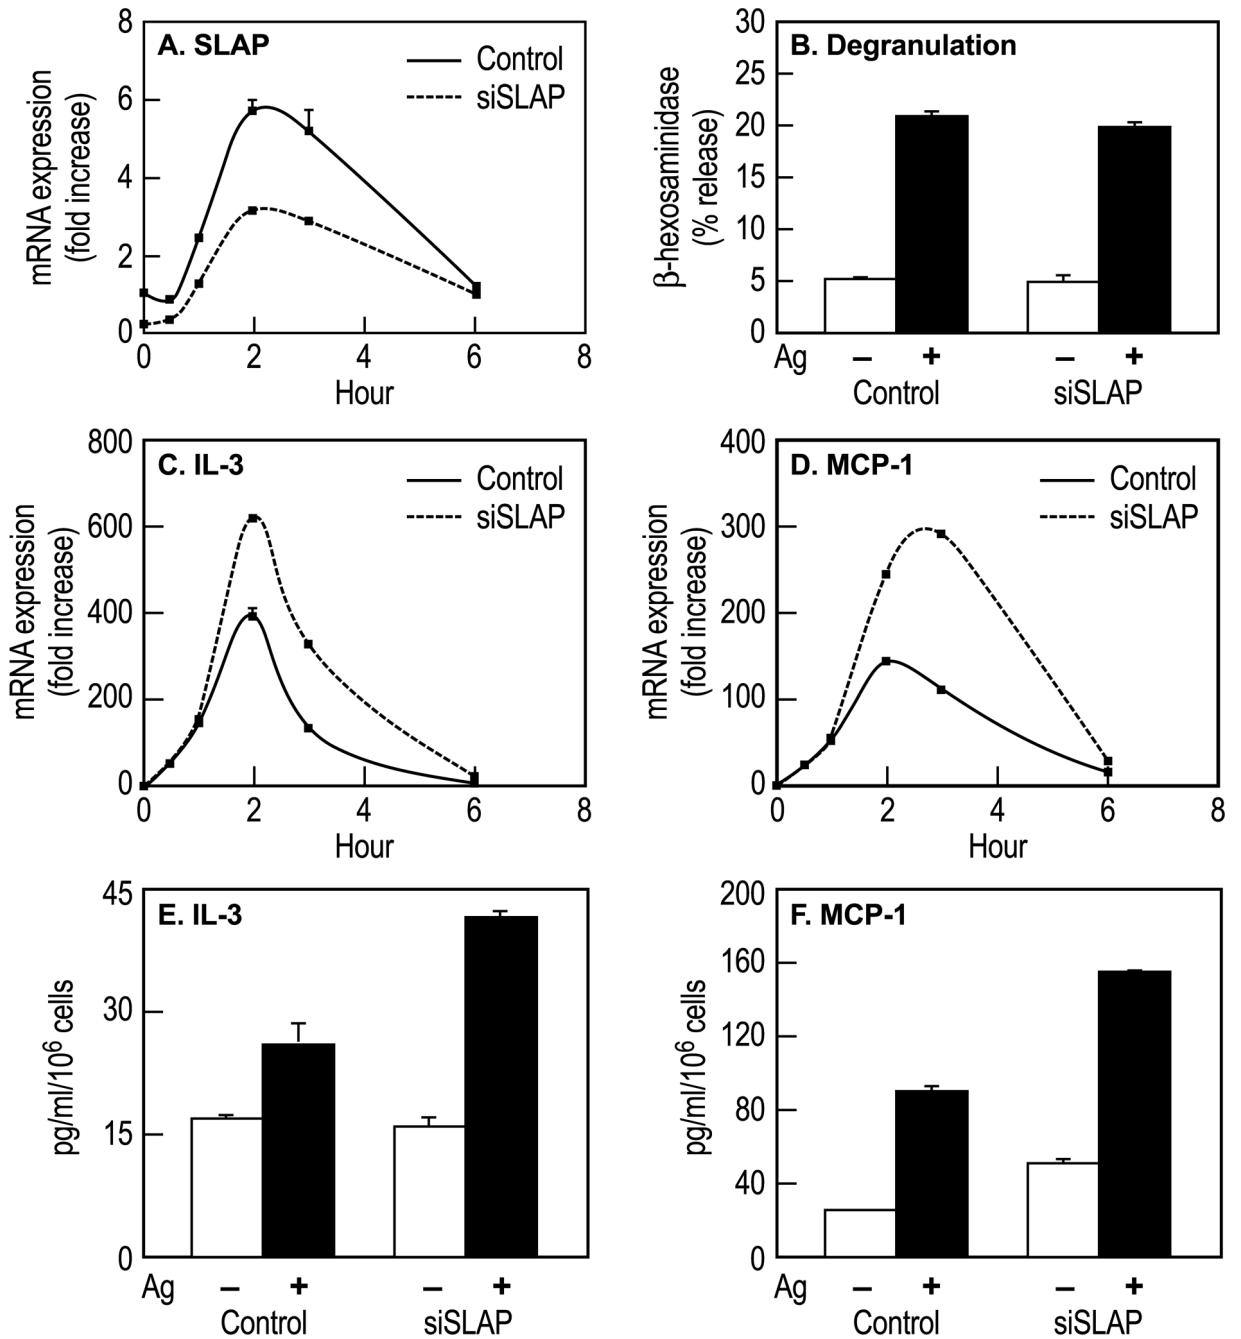 A. SLAP
Control
siSLAP
mRNA expression
(fold increase)
8
6
4
2
0
0 2 4 6 8
Hour
B. Degranulation
β-hexosaminidase
(% release)
30
25
20
15
10
5
0
Ag − + − +
Control siSLAP
C. IL-3
Control
siSLAP
mRNA expression
(fold increase)
800
600
400
200
0
0 2 4 6 8
Hour
D. MCP-1
Control
siSLAP
mRNA expression
(fold increase)
400
300
200
100
0
0 2 4 6 8
Hour
E. IL-3
pg/ml/10⁶ cells
45
30
15
0
Ag − + − +
Control siSLAP
F. MCP-1
pg/ml/10⁶ cells
200
160
120
80
40
0
Ag − + − +
Control siSLAP